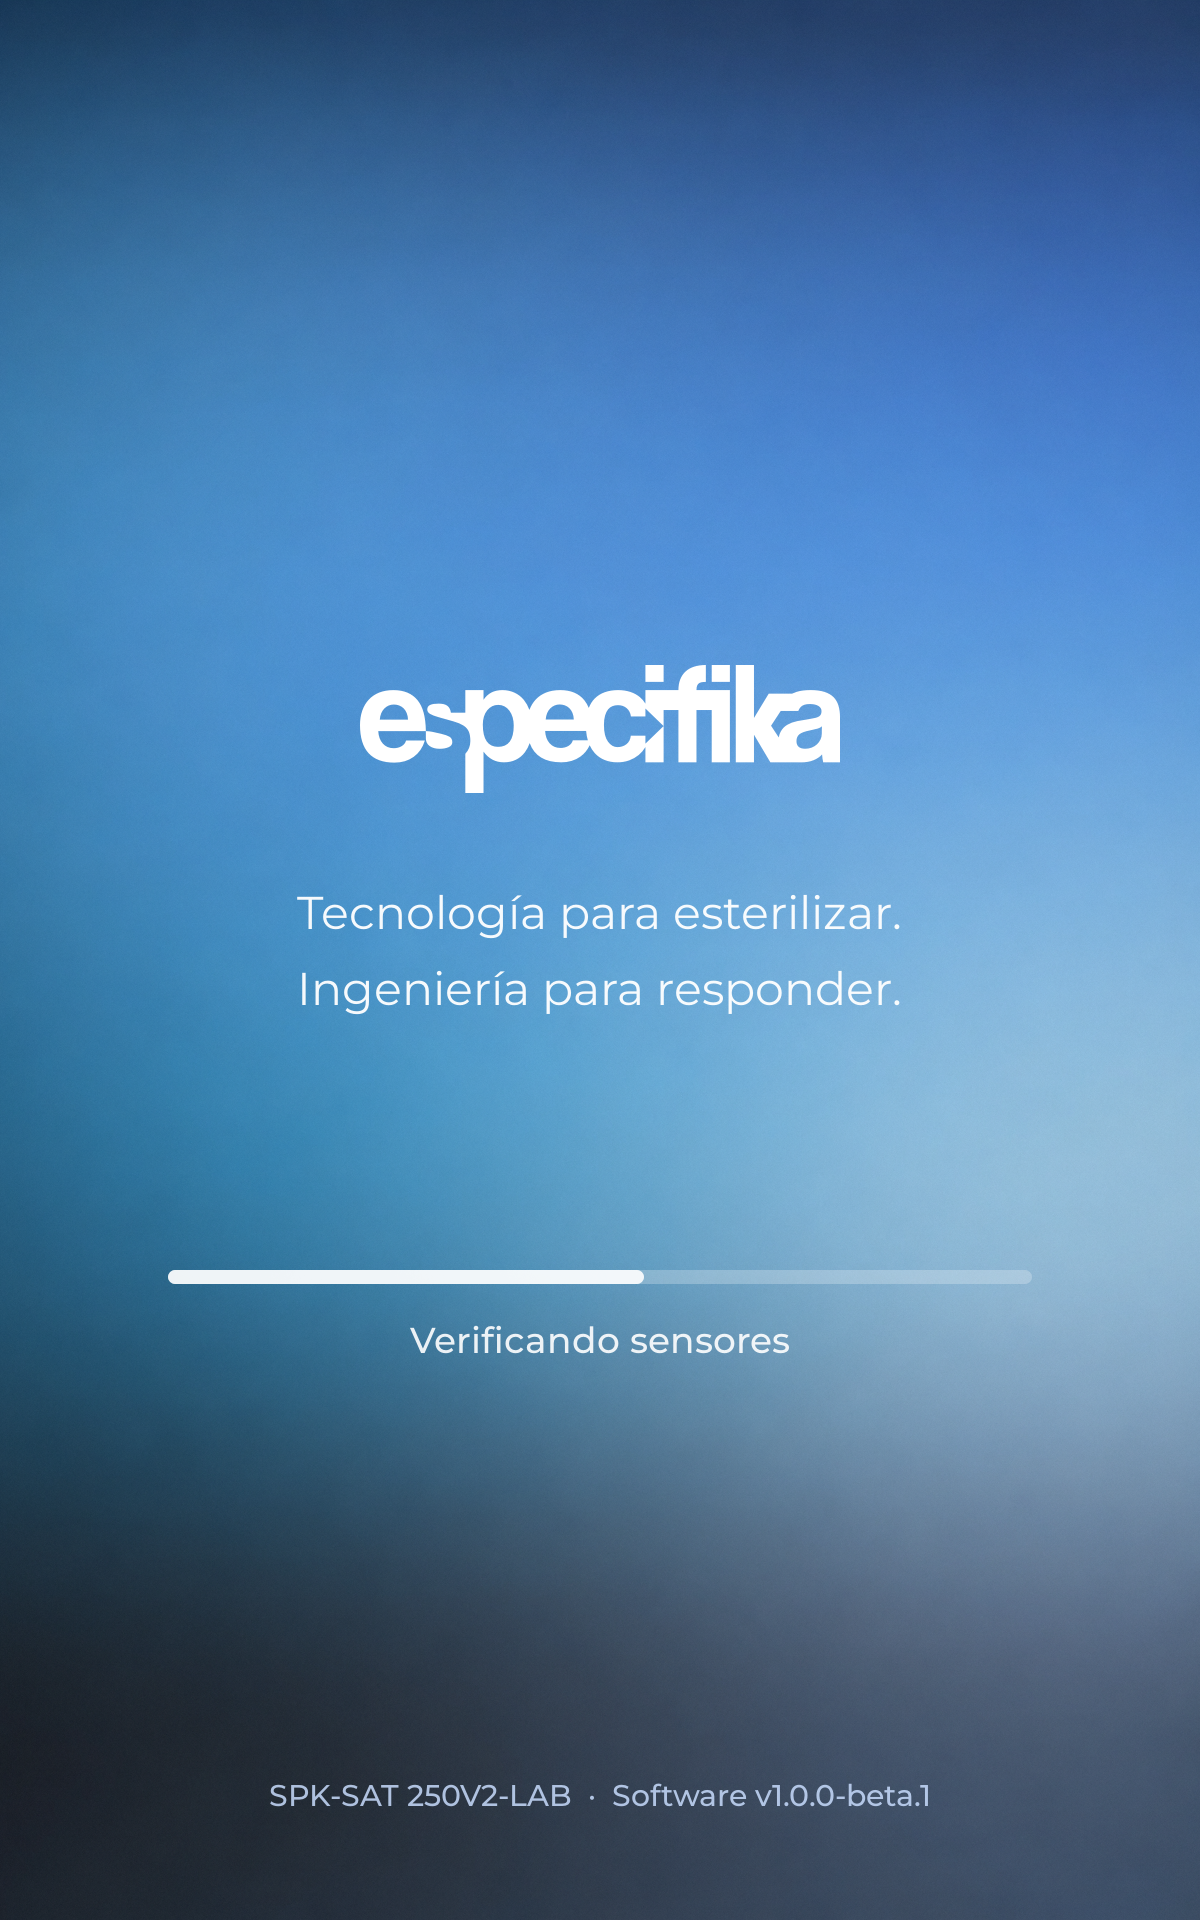 especifika
Tecnología para esterilizar.
Ingeniería para responder.
Verificando sensores
SPK-SAT 250V2-LAB · Software v1.0.0-beta.1